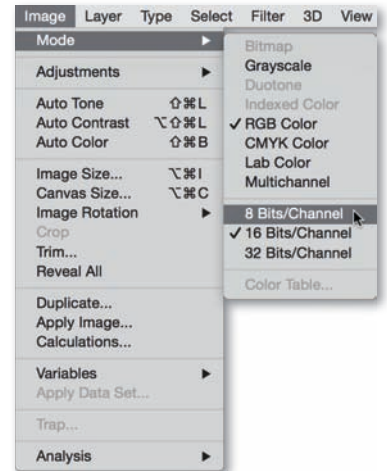 Image Layer Type Select Filter 3D View
Mode ▶
Adjustments ▶
Auto Tone ⇧⌘L
Auto Contrast ⌥⇧⌘L
Auto Color ⇧⌘B
Image Size... ⌥⌘I
Canvas Size... ⌥⌘C
Image Rotation ▶
Crop
Trim...
Reveal All
Duplicate...
Apply Image...
Calculations...
Variables ▶
Apply Data Set...
Trap...
Analysis ▶
Bitmap
Grayscale
Duotone
Indexed Color
✓ RGB Color
CMYK Color
Lab Color
Multichannel
8 Bits/Channel
✓ 16 Bits/Channel
32 Bits/Channel
Color Table...